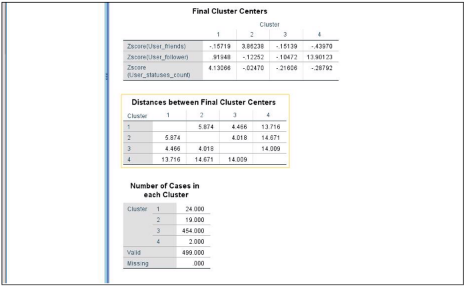 Final Cluster Centers
Cluster
1 2 3 4
Zscore(User_friends) -.15719 3.86238 -.15139 -.43970
Zscore(User_follower) .91948 -.12252 -.10472 13.90123
Zscore
(User_statuses_count) 4.13066 -.02470 -.21606 -.28792
Distances between Final Cluster Centers
Cluster 1 2 3 4
1 5.874 4.466 13.716
2 5.874 4.018 14.671
3 4.466 4.018 14.009
4 13.716 14.671 14.009
Number of Cases in
each Cluster
Cluster 1 24.000
2 19.000
3 454.000
4 2.000
Valid 499.000
Missing .000